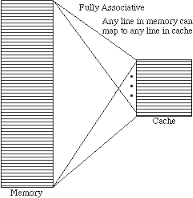 Fully Associative
Any line in memory can
map to any line in cache
Cache
Memory